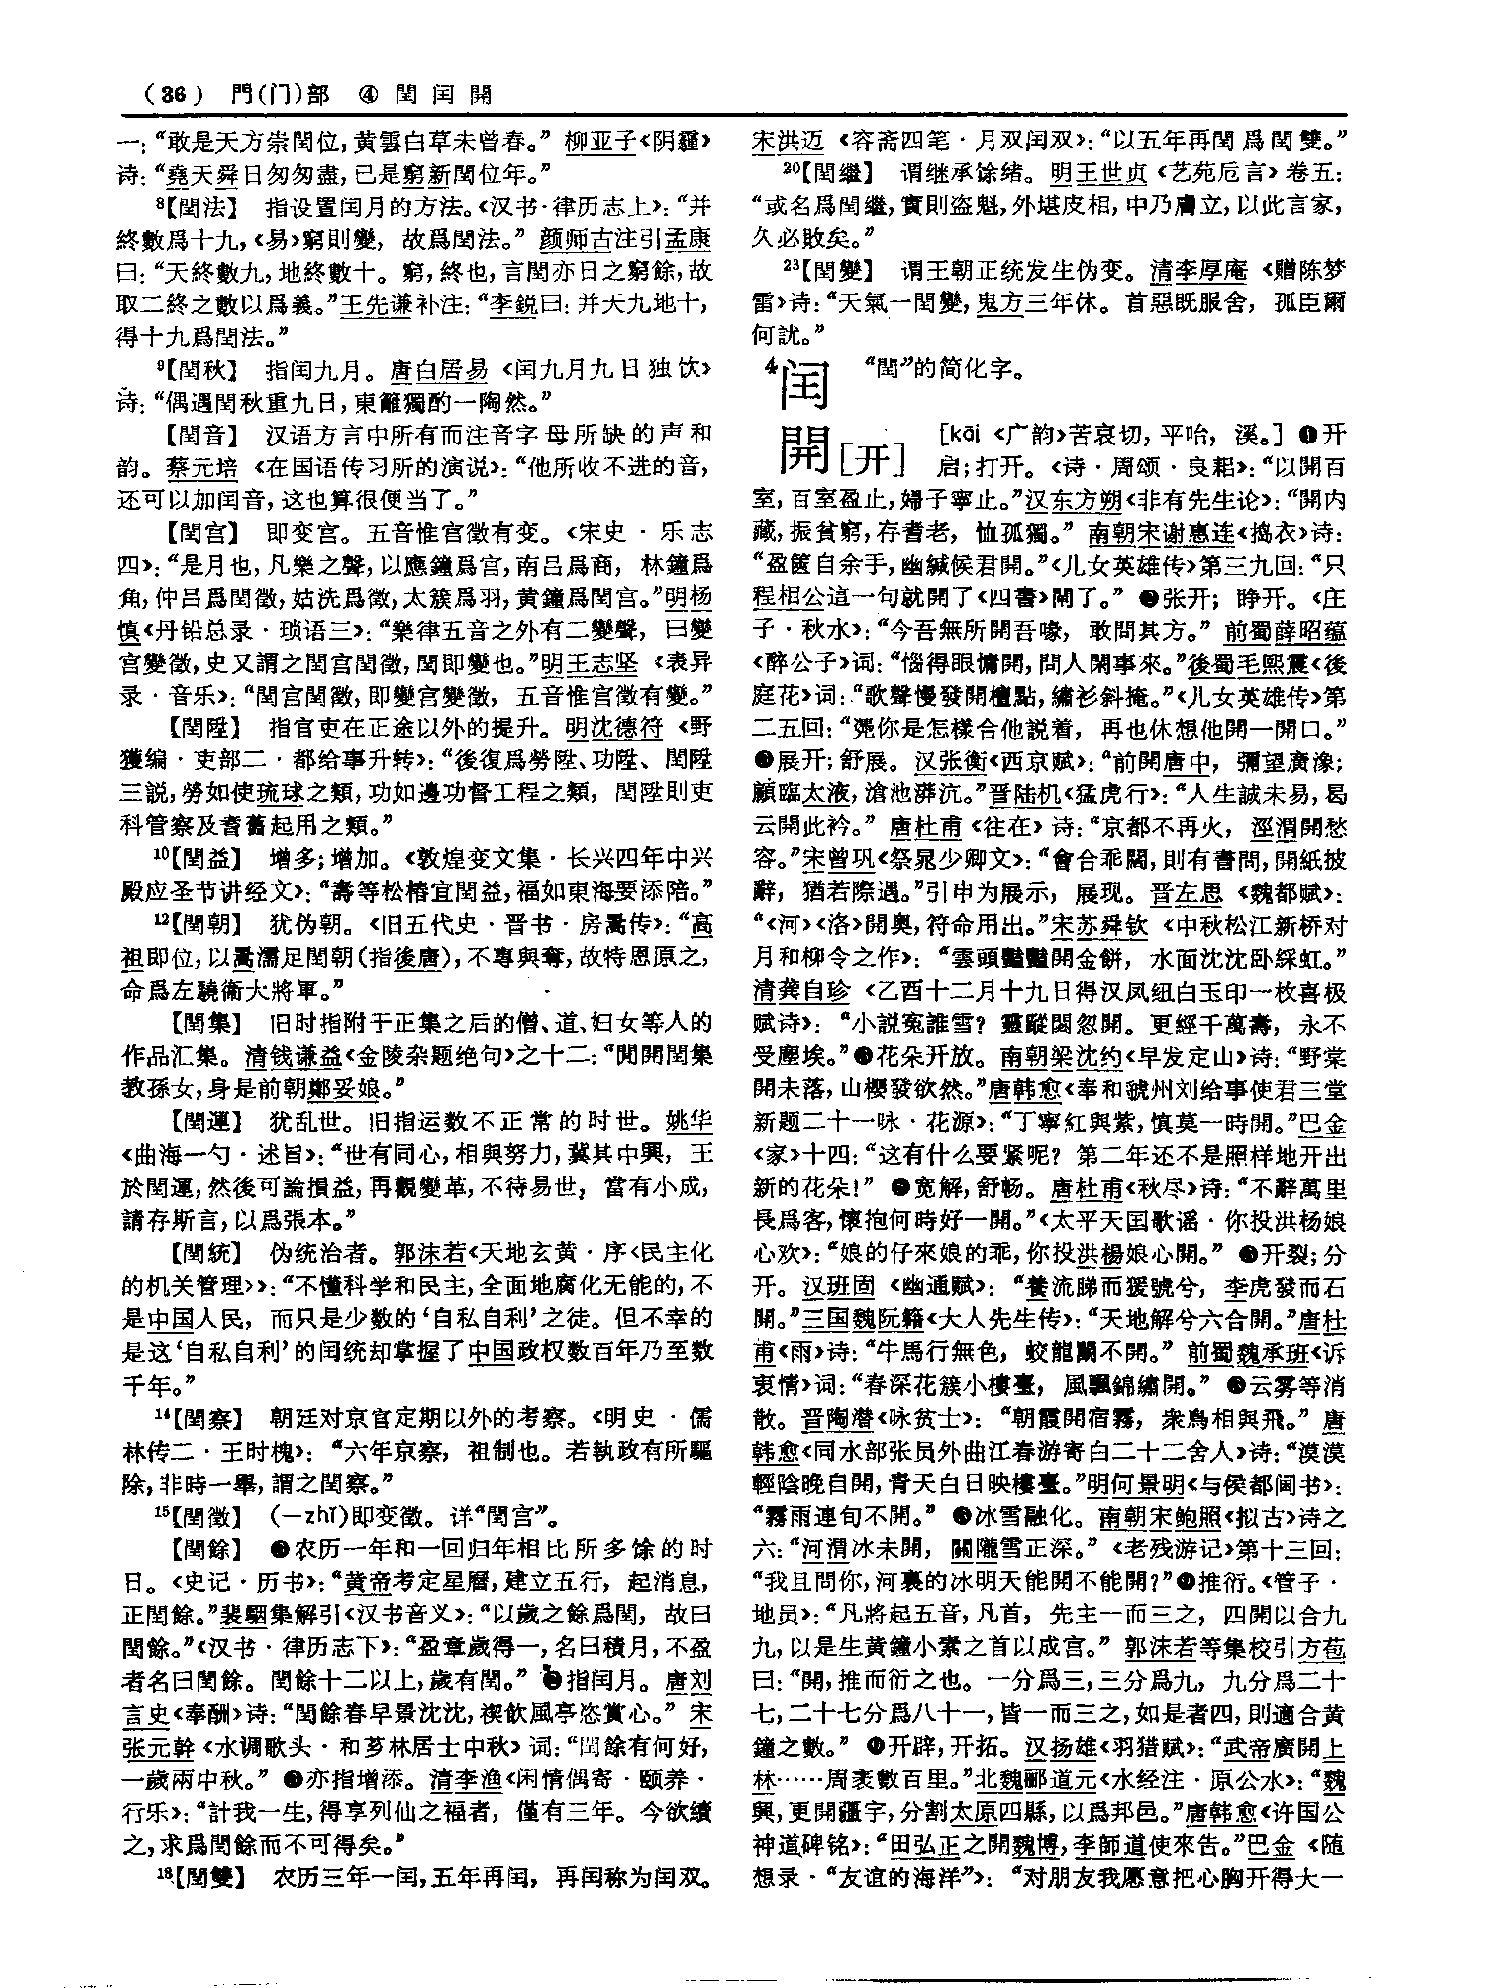 （36） 門(门)部 ④ 閏 闰 開
一：“敢是天方崇閏位，黄雲白草未曾春。” 柳亚子《阴霾》
诗：“堯天舜日匆匆盡，已是窮新閏位年。”
8【閏法】 指设置闰月的方法。《汉书·律历志上》：“并
終數爲十九，《易》窮則變，故爲閏法。” 颜师古注引孟康
曰：“天終數九，地終數十。窮，終也，言閏亦日之窮餘，故
取二終之數以爲義。”王先谦补注：“李鋭曰：并大九地十，
得十九爲閏法。”
9【閏秋】 指闰九月。唐白居易《闰九月九日独饮》
诗：“偶遇閏秋重九日，東籬獨酌一陶然。”
【閏音】 汉语方言中所有而注音字母所缺的声和
韵。蔡元培《在国语传习所的演说》：“他所收不进的音，
还可以加闰音，这也算很便当了。”
【閏宫】 即变宫。五音惟宫徵有变。《宋史·乐志
四》：“是月也，凡樂之聲，以應鐘爲宫，南吕爲商，林鐘爲
角，仲吕爲閏徵，姑洗爲徵，太簇爲羽，黄鐘爲閏宫。”明杨
慎《丹铅总录·琐语三》：“樂律五音之外有二變聲，曰變
宫變徵，史又謂之閏宫閏徵，閏即變也。”明王志坚《表异
录·音乐》：“閏宫閏徵，即變宫變徵，五音惟宫徵有變。”
【閏陞】 指官吏在正途以外的提升。明沈德符《野
獲编·吏部二·都给事升转》：“後復爲勞陞、功陞、閏陞
三説，勞如使琉球之類，功如邊功督工程之類，閏陞則吏
科管察及耆舊起用之類。”
10【閏益】 增多；增加。《敦煌变文集·长兴四年中兴
殿应圣节讲经文》：“壽等松椿宜閏益，福如東海要添陪。”
12【閏朝】 犹伪朝。《旧五代史·晋书·房暠传》：“高
祖即位，以暠濡足閏朝(指後唐)，不專與奪，故特恩原之，
命爲左驍衞大將軍。”
【閏集】 旧时指附于正集之后的僧、道、妇女等人的
作品汇集。清钱谦益《金陵杂题绝句》之十二：“閒開閏集
教孫女，身是前朝鄭妥娘。”
【閏運】 犹乱世。旧指运数不正常的时世。姚华
《曲海一勺·述旨》：“世有同心，相與努力，冀其中興，王
於閏運，然後可論損益，再觀變革，不待易世，當有小成，
請存斯言，以爲張本。”
【閏統】 伪统治者。郭沫若《天地玄黄·序《民主化
的机关管理》》：“不懂科学和民主，全面地腐化无能的，不
是中国人民，而只是少数的‘自私自利’之徒。但不幸的
是这‘自私自利’的闰统却掌握了中国政权数百年乃至数
千年。”
14【閏察】 朝廷对京官定期以外的考察。《明史·儒
林传二·王时槐》：“六年京察，祖制也。若執政有所驅
除，非時一舉，謂之閏察。”
15【閏徵】 (—zhǐ)即变徵。详“閏宫”。
【閏餘】 ❶农历一年和一回归年相比所多馀的时
日。《史记·历书》：“黄帝考定星曆，建立五行，起消息，
正閏餘。”裴駰集解引《汉书音义》：“以歲之餘爲閏，故曰
閏餘。”《汉书·律历志下》：“盈章歲得一，名曰積月，不盈
者名曰閏餘。閏餘十二以上，歲有閏。” ❷指闰月。唐刘
言史《奉酬》诗：“閏餘春早景沈沈，禊飲風亭恣賞心。” 宋
张元幹《水调歌头·和芗林居士中秋》词：“閏餘有何好，
一歲兩中秋。” ❸亦指增添。清李渔《闲情偶寄·颐养·
行乐》：“計我一生，得享列仙之福者，僅有三年。今欲續
之，求爲閏餘而不可得矣。”
18【閏雙】 农历三年一闰，五年再闰，再闰称为闰双。
宋洪迈《容斋四笔·月双闰双》：“以五年再閏爲閏雙。”
20【閏繼】 谓继承馀绪。明王世贞《艺苑卮言》卷五：
“或名爲閏繼，實則盗魁，外堪皮相，中乃膚立，以此言家，
久必敗矣。”
23【閏變】 谓王朝正统发生伪变。清李厚庵《赠陈梦
雷》诗：“天氣一閏變，鬼方三年休。首惡既服舍，孤臣爾
何訧。”
4闰 “閏”的简化字。
開[开] [kāi 《广韵》苦哀切，平咍，溪。] ❶开
启；打开。《诗·周颂·良耜》：“以開百
室，百室盈止，婦子寧止。”汉东方朔《非有先生论》：“開内
藏，振貧窮，存耆老，恤孤獨。” 南朝宋谢惠连《捣衣》诗：
“盈篋自余手，幽緘候君開。”《儿女英雄传》第三九回：“只
程相公這一句就開了《四書》鬧了。” ❷张开；睁开。《庄
子·秋水》：“今吾無所開吾喙，敢問其方。” 前蜀薛昭蕴
《醉公子》词：“惱得眼慵開，問人閑事來。”後蜀毛熙震《後
庭花》词：“歌聲慢發開檀點，繡衫斜掩。”《儿女英雄传》第
二五回：“凴你是怎樣合他説着，再也休想他開一開口。”
❸展开；舒展。汉张衡《西京赋》：“前開唐中，彌望廣潒；
顧臨太液，滄池漭沆。”晋陆机《猛虎行》：“人生誠未易，曷
云開此衿。” 唐杜甫《往在》诗：“京都不再火，涇渭開愁
容。”宋曾巩《祭晁少卿文》：“會合乖闊，則有書問，開紙披
辭，猶若際遇。”引申为展示，展现。晋左思《魏都赋》：
“《河》《洛》開奥，符命用出。”宋苏舜钦《中秋松江新桥对
月和柳令之作》：“雲頭豔豔開金餅，水面沈沈卧綵虹。”
清龚自珍《乙酉十二月十九日得汉凤纽白玉印一枚喜极
赋诗》：“小説寃誰雪？靈蹤閟忽開。更經千萬壽，永不
受塵埃。”❹花朵开放。南朝梁沈约《早发定山》诗：“野棠
開未落，山櫻發欲然。”唐韩愈《奉和虢州刘给事使君三堂
新题二十一咏·花源》：“丁寧紅與紫，慎莫一時開。”巴金
《家》十四：“这有什么要紧呢？第二年还不是照样地开出
新的花朵！” ❺宽解，舒畅。唐杜甫《秋尽》诗：“不辭萬里
長爲客，懷抱何時好一開。”《太平天囯歌谣·你投洪杨娘
心欢》：“娘的仔來娘的乖，你投洪楊娘心開。” ❻开裂；分
开。汉班固《幽通赋》：“養流睇而猨號兮，李虎發而石
開。”三国魏阮籍《大人先生传》：“天地解兮六合開。”唐杜
甫《雨》诗：“牛馬行無色，蛟龍鬭不開。” 前蜀魏承班《诉
衷情》词：“春深花簇小樓臺，風飄錦繡開。” ❼云雾等消
散。晋陶潜《咏贫士》：“朝霞開宿霧，衆鳥相與飛。” 唐
韩愈《同水部张员外曲江春游寄白二十二舍人》诗：“漠漠
輕陰晚自開，青天白日映樓臺。”明何景明《与侯都阃书》：
“霧雨連旬不開。” ❽冰雪融化。南朝宋鲍照《拟古》诗之
六：“河渭冰未開，關隴雪正深。”《老残游记》第十三回：
“我且問你，河裏的冰明天能開不能開？”❾推衍。《管子·
地员》：“凡將起五音，凡首，先主一而三之，四開以合九
九，以是生黄鐘小素之首以成宫。” 郭沫若等集校引方苞
曰：“開，推而衍之也。一分爲三，三分爲九，九分爲二十
七，二十七分爲八十一，皆一而三之，如是者四，則適合黄
鐘之數。” ❿开辟，开拓。汉扬雄《羽猎赋》：“武帝廣開上
林……周袤數百里。”北魏郦道元《水经注·原公水》：“魏
興，更開疆宇，分割太原四縣，以爲邦邑。”唐韩愈《许国公
神道碑铭》：“田弘正之開魏博，李師道使來告。”巴金《随
想录·“友谊的海洋”》：“对朋友我愿意把心胸开得大一